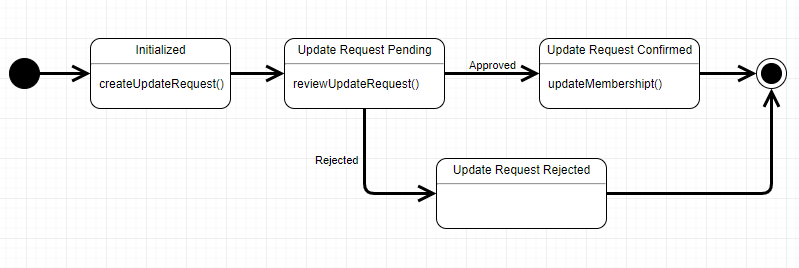 Initialized
createUpdateRequest()
Update Request Pending
reviewUpdateRequest()
Approved
Update Request Confirmed
updateMembershipt()
Rejected
Update Request Rejected